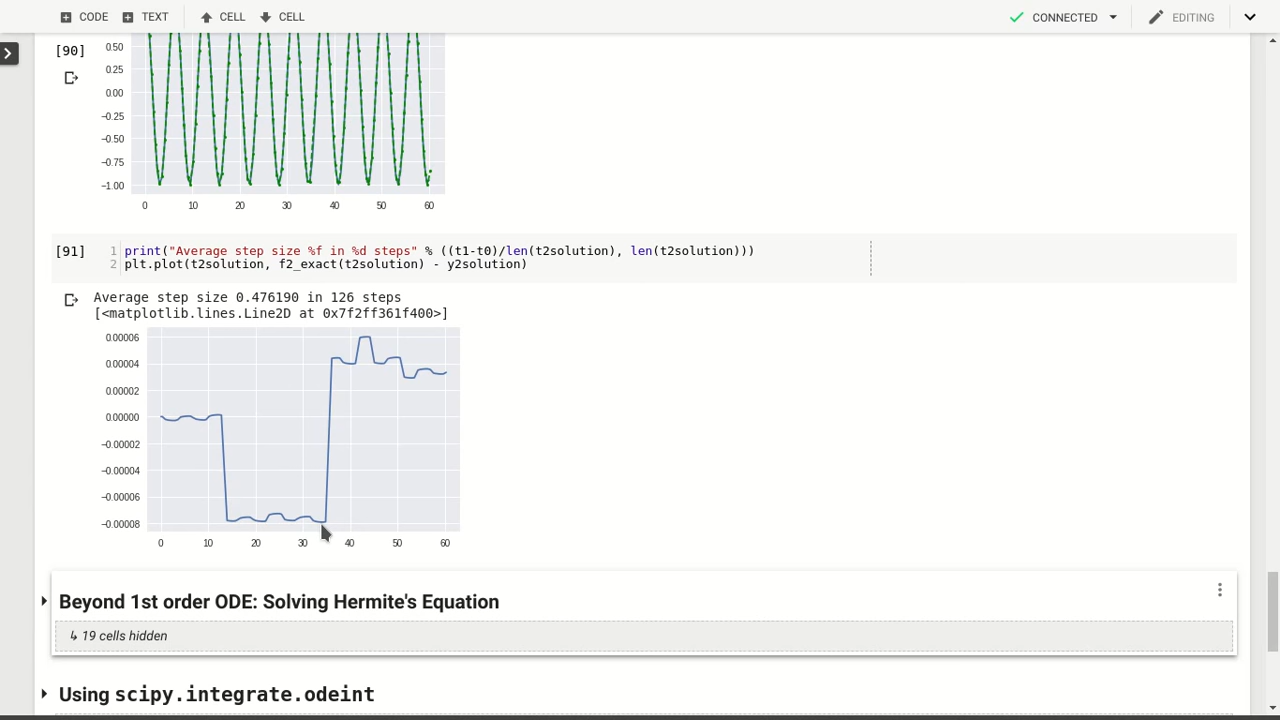 CODE TEXT CELL CELL CONNECTED EDITING
[90]
0.50
0.25
0.00
−0.25
−0.50
−0.75
−1.00
0 10 20 30 40 50 60
[91] 1 print("Average step size %f in %d steps" % ((t1-t0)/len(t2solution), len(t2solution)))
2 plt.plot(t2solution, f2_exact(t2solution) - y2solution)
Average step size 0.476190 in 126 steps
[<matplotlib.lines.Line2D at 0x7f2ff361f400>]
0.00006
0.00004
0.00002
0.00000
−0.00002
−0.00004
−0.00006
−0.00008
0 10 20 30 40 50 60
Beyond 1st order ODE: Solving Hermite's Equation
↳ 19 cells hidden
Using scipy.integrate.odeint